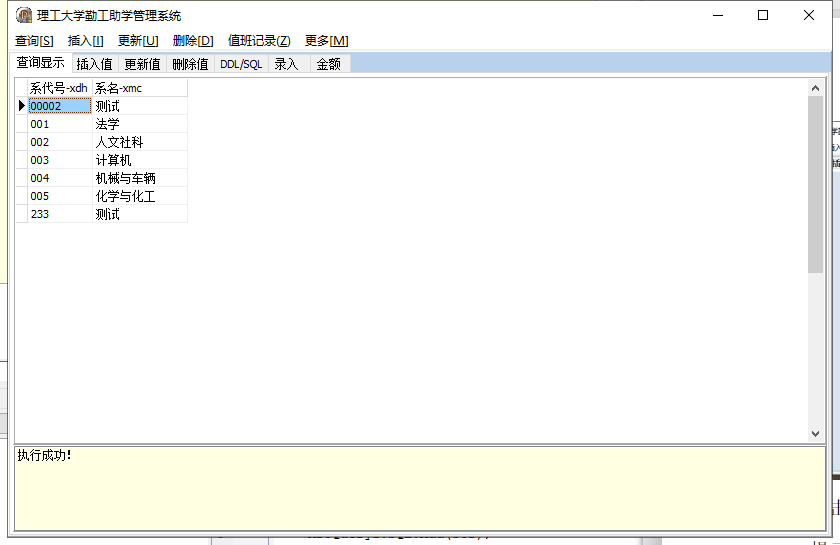 理工大学勤工助学管理系统
查询[S] 插入[I] 更新[U] 删除[D] 值班记录(Z) 更多[M]
查询显示 插入值 更新值 删除值 DDL/SQL 录入 金额
系代号-xdh 系名-xmc
00002 测试
001 法学
002 人文社科
003 计算机
004 机械与车辆
005 化学与化工
233 测试
执行成功!